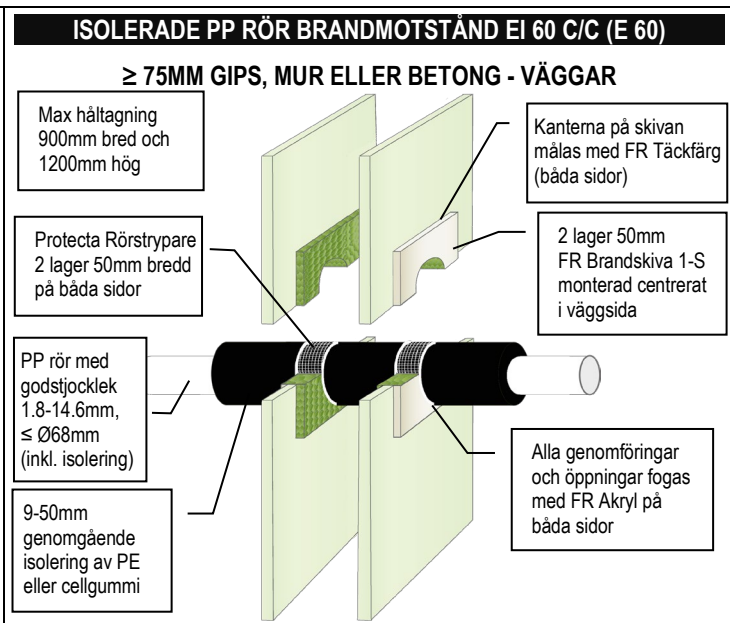 ISOLERADE PP RÖR BRANDMOTSTÅND EI 60 C/C (E 60)
≥ 75MM GIPS, MUR ELLER BETONG - VÄGGAR
Max håltagning
900mm bred och
1200mm hög
Kanterna på skivan
målas med FR Täckfärg
(båda sidor)
Protecta Rörstrypare
2 lager 50mm bredd
på båda sidor
2 lager 50mm
FR Brandskiva 1-S
monterad centrerat
i väggsida
PP rör med
godstjocklek
1.8-14.6mm,
≤ Ø68mm
(inkl. isolering)
Alla genomföringar
och öppningar fogas
med FR Akryl på
båda sidor
9-50mm
genomgående
isolering av PE
eller cellgummi